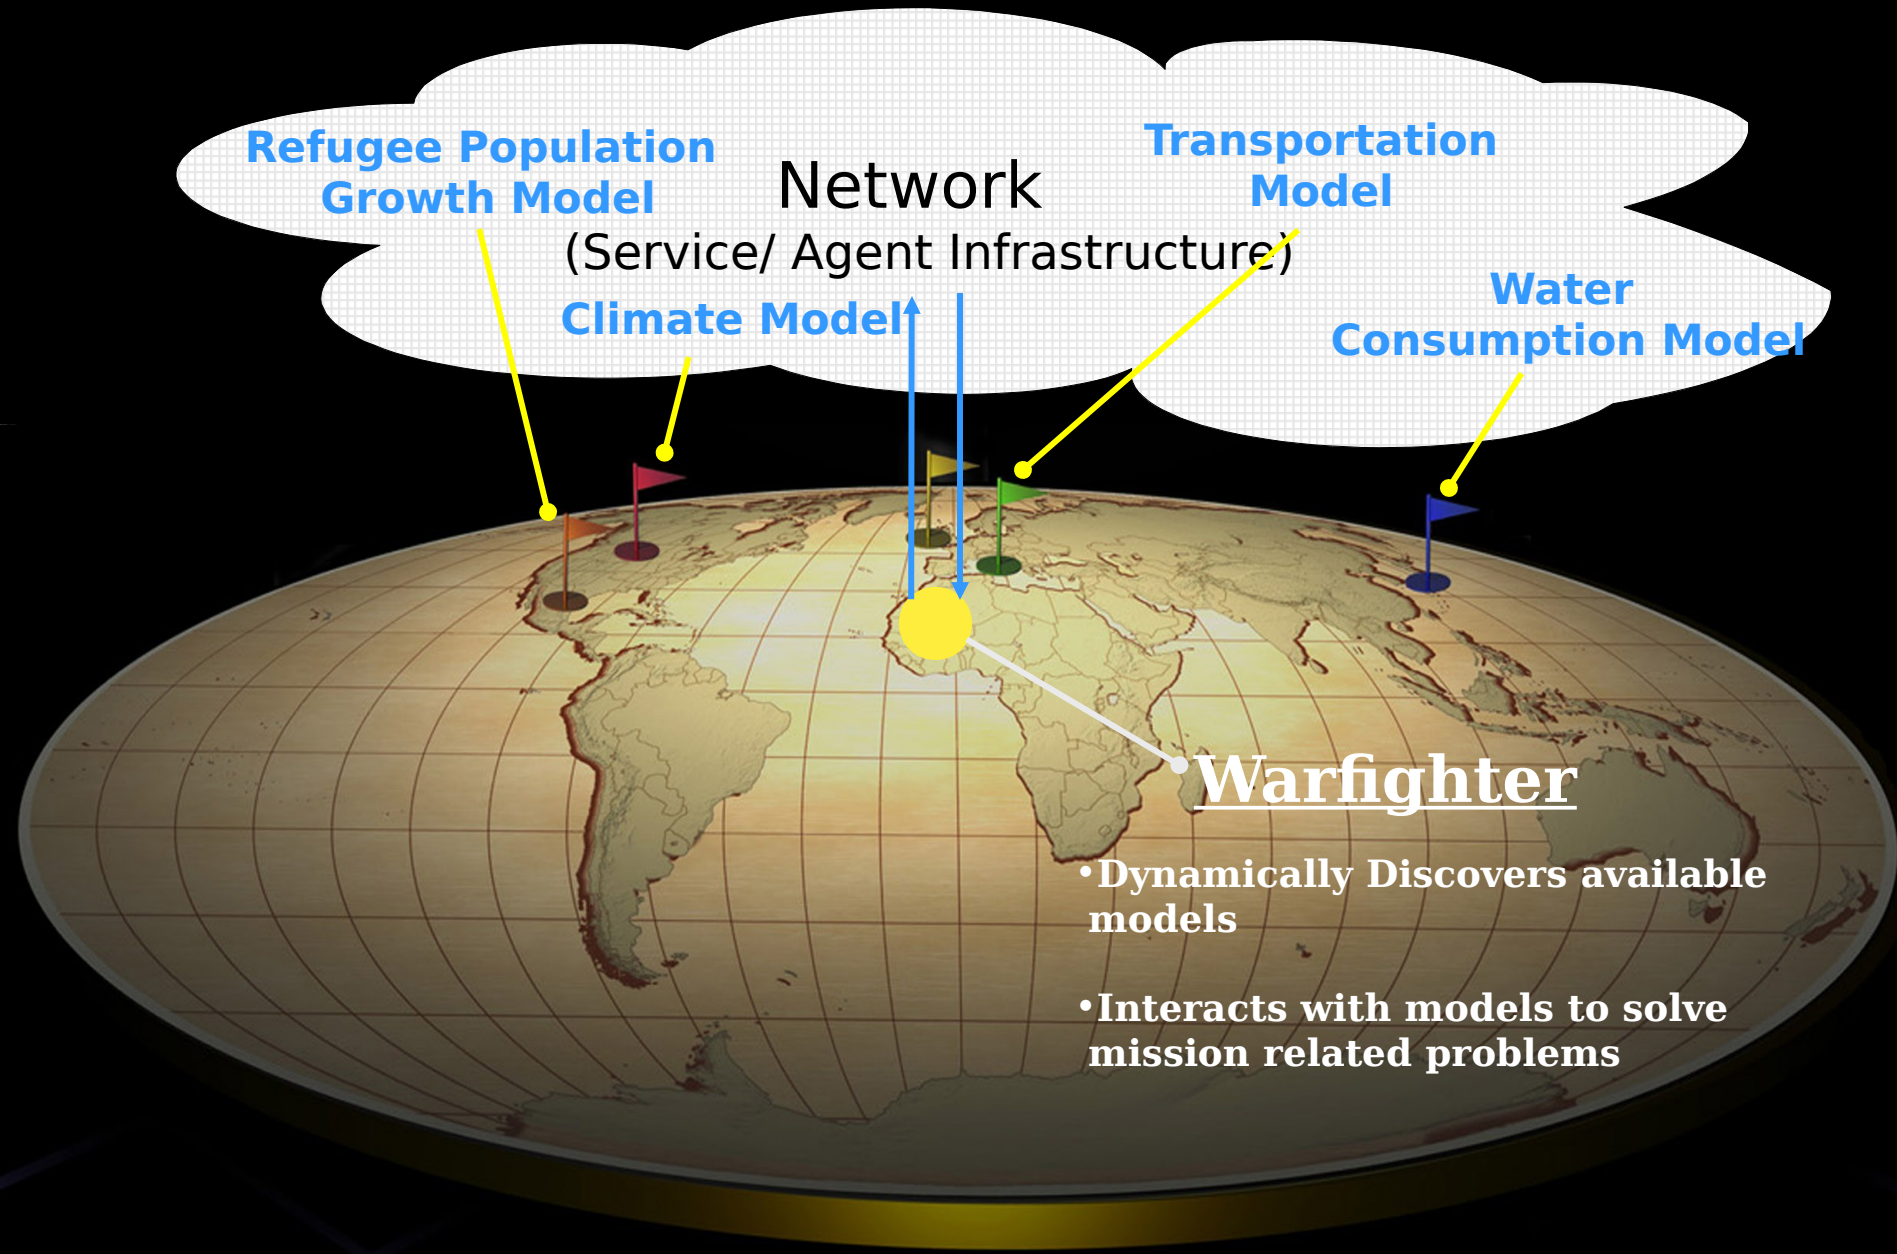 Refugee Population
Growth Model
Network
(Service/ Agent Infrastructure)
Transportation
Model
Climate Model
Water
Consumption Model
Warfighter
•Dynamically Discovers available
models
•Interacts with models to solve
mission related problems